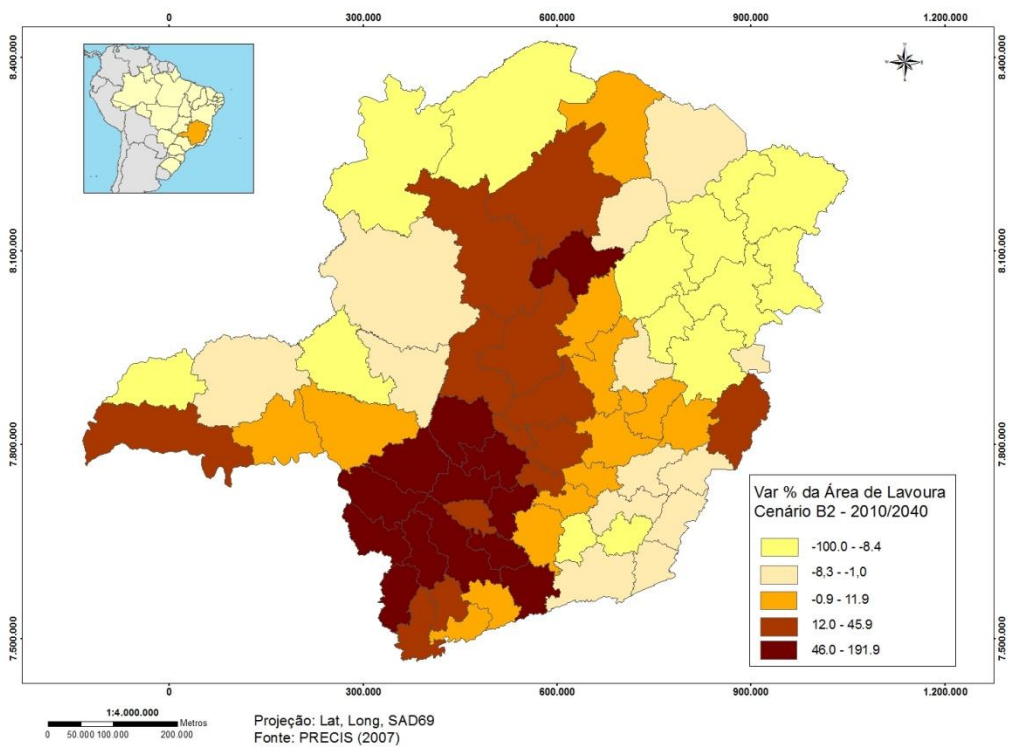 0 300.000 600.000 900.000 1.200.000
8.400.000 8.400.000
8.100.000 8.100.000
7.800.000 7.800.000
7.500.000 7.500.000
Var % da Área de Lavoura
Cenário B2 - 2010/2040
-100.0 - -8.4
-8,3 - -1,0
-0.9 - 11.9
12.0 - 45.9
46.0 - 191.9
0 300.000 600.000 900.000 1.200.000
1:4.000.000
Metros
0 50.000 100.000 200.000
Projeção: Lat, Long, SAD69
Fonte: PRECIS (2007)